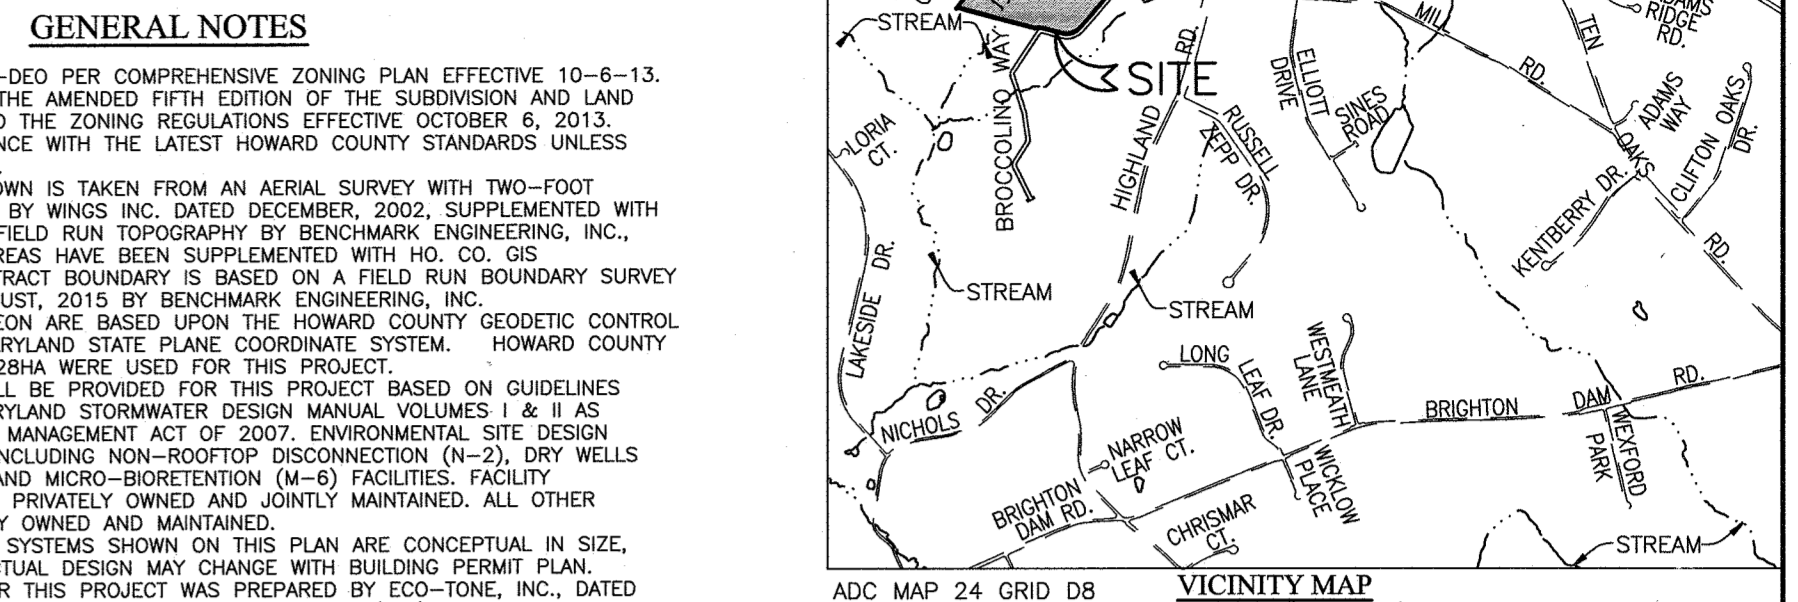 GENERAL NOTES
-DEO PER COMPREHENSIVE ZONING PLAN EFFECTIVE 10-6-13.
THE AMENDED FIFTH EDITION OF THE SUBDIVISION AND LAND
THE ZONING REGULATIONS EFFECTIVE OCTOBER 6, 2013.
NCE WITH THE LATEST HOWARD COUNTY STANDARDS UNLESS
OWN IS TAKEN FROM AN AERIAL SURVEY WITH TWO-FOOT
BY WINGS INC. DATED DECEMBER, 2002, SUPPLEMENTED WITH
FIELD RUN TOPOGRAPHY BY BENCHMARK ENGINEERING, INC.,
REAS HAVE BEEN SUPPLEMENTED WITH HO. CO. GIS
TRACT BOUNDARY IS BASED ON A FIELD RUN BOUNDARY SURVEY
UST, 2015 BY BENCHMARK ENGINEERING, INC.
EON ARE BASED UPON THE HOWARD COUNTY GEODETIC CONTROL
RYLAND STATE PLANE COORDINATE SYSTEM. HOWARD COUNTY
28HA WERE USED FOR THIS PROJECT.
LL BE PROVIDED FOR THIS PROJECT BASED ON GUIDELINES
RYLAND STORMWATER DESIGN MANUAL VOLUMES I & II AS
MANAGEMENT ACT OF 2007. ENVIRONMENTAL SITE DESIGN
NCLUDING NON-ROOFTOP DISCONNECTION (N-2), DRY WELLS
AND MICRO-BIORETENTION (M-6) FACILITIES. FACILITY
PRIVATELY OWNED AND JOINTLY MAINTAINED. ALL OTHER
Y OWNED AND MAINTAINED.
SYSTEMS SHOWN ON THIS PLAN ARE CONCEPTUAL IN SIZE,
TUAL DESIGN MAY CHANGE WITH BUILDING PERMIT PLAN.
R THIS PROJECT WAS PREPARED BY ECO-TONE, INC., DATED
STREAM
SITE
BROCCOLINO WAY
HIGHLAND RD.
LORIA
CT.
RUSSELL
ZEPP DR.
ELLIOTT
DRIVE
SINES
ROAD
MILL RD.
ADAMS
RIDGE
RD.
TEN OAKS RD.
ADAMS
WAY
CLIFTON OAKS
DR.
KENTBERRY DR.
LAKESIDE DR.
STREAM
STREAM
NICHOLS DR.
LONG LEAF DR.
WESTMEATH
LANE
BRIGHTON DAM RD.
NARROW
LEAF CT.
BRIGHTON
DAM RD.
CHRISMAR
CT.
WICKLOW
PLACE
WEXFORD
PARK
STREAM
ADC MAP 24 GRID D8
VICINITY MAP